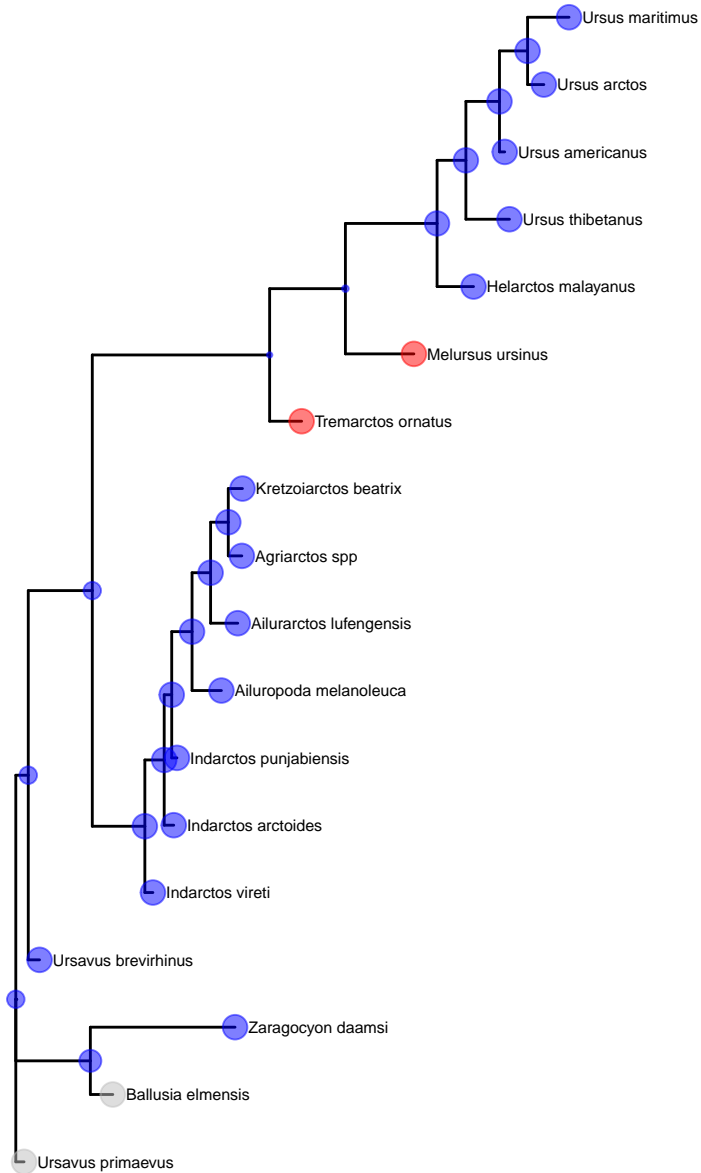 Ursus maritimus
Ursus arctos
Ursus americanus
Ursus thibetanus
Helarctos malayanus
Melursus ursinus
Tremarctos ornatus
Kretzoiarctos beatrix
Agriarctos spp
Ailurarctos lufengensis
Ailuropoda melanoleuca
Indarctos punjabiensis
Indarctos arctoides
Indarctos vireti
Ursavus brevirhinus
Zaragocyon daamsi
Ballusia elmensis
Ursavus primaevus